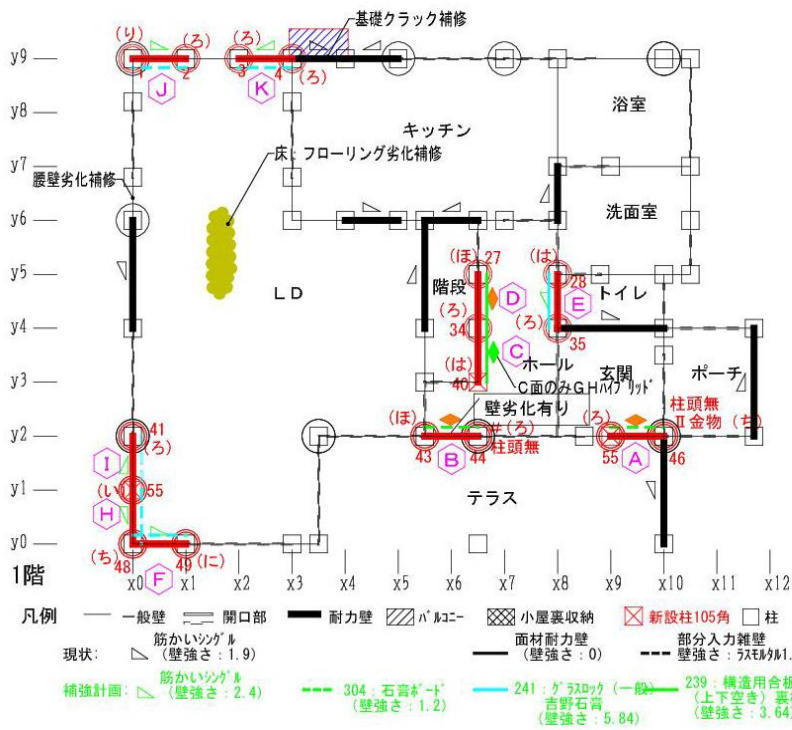 基礎クラック補修
(り) (ろ) (ろ)
y9
1 2 3 4 (ろ)
J K
y8
キッチン
浴室
床:フローリング劣化補修
y7
腰壁劣化補修
洗面室
y6
(ほ) 27 (は)
y5
階段 D 28
LD
E トイレ
(ろ)
34 (ろ)
y4
35
C
(は) ホール 玄関 ポーチ
y3
40
C面のみGHハイブリッド
壁劣化有り
柱頭無
Ⅱ金物 (ち)
41 (ほ) #(ろ) (ろ)
y2
(ろ) 43 B 44 柱頭無 55 A 46
I
y1
(い) 55
テラス
H
y0
(ち) 48 F 49 (に)
1階
x0 x1 x2 x3 x4 x5 x6 x7 x8 x9 x10 x11 x12
凡例 一般壁 開口部 耐力壁 バルコニー 小屋裏収納 新設柱105角 柱
現状: 筋かいシングル (壁強さ:1.9)
面材耐力壁 (壁強さ:0)
部分入力雑壁
壁強さ:ラスモルタル1.
補強計画: 筋かいシングル (壁強さ:2.4)
304:石膏ボード (壁強さ:1.2)
241:グラスロック (一般)
吉野石膏
(壁強さ:5.84)
239:構造用合板
(上下空き)
(壁強さ:3.64)